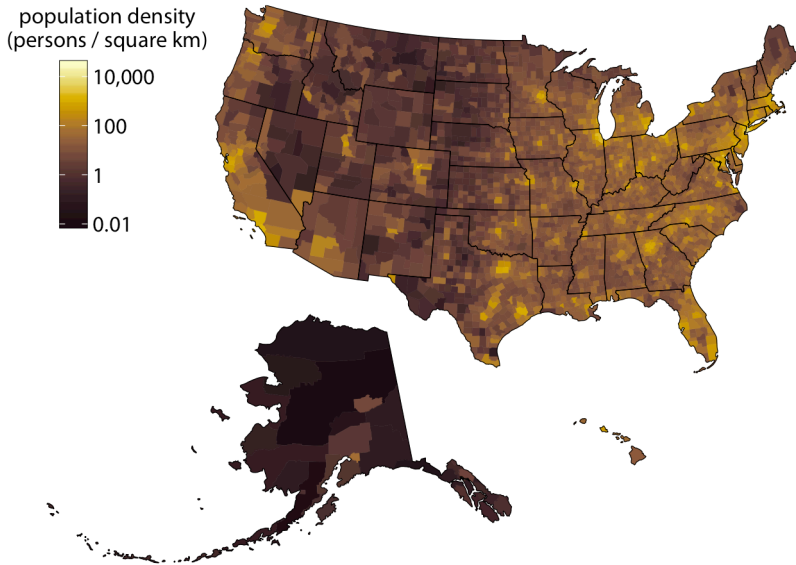 population density
(persons / square km)
10,000
100
1
0.01